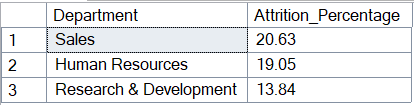 Department Attrition_Percentage
1 Sales 20.63
2 Human Resources 19.05
3 Research & Development 13.84